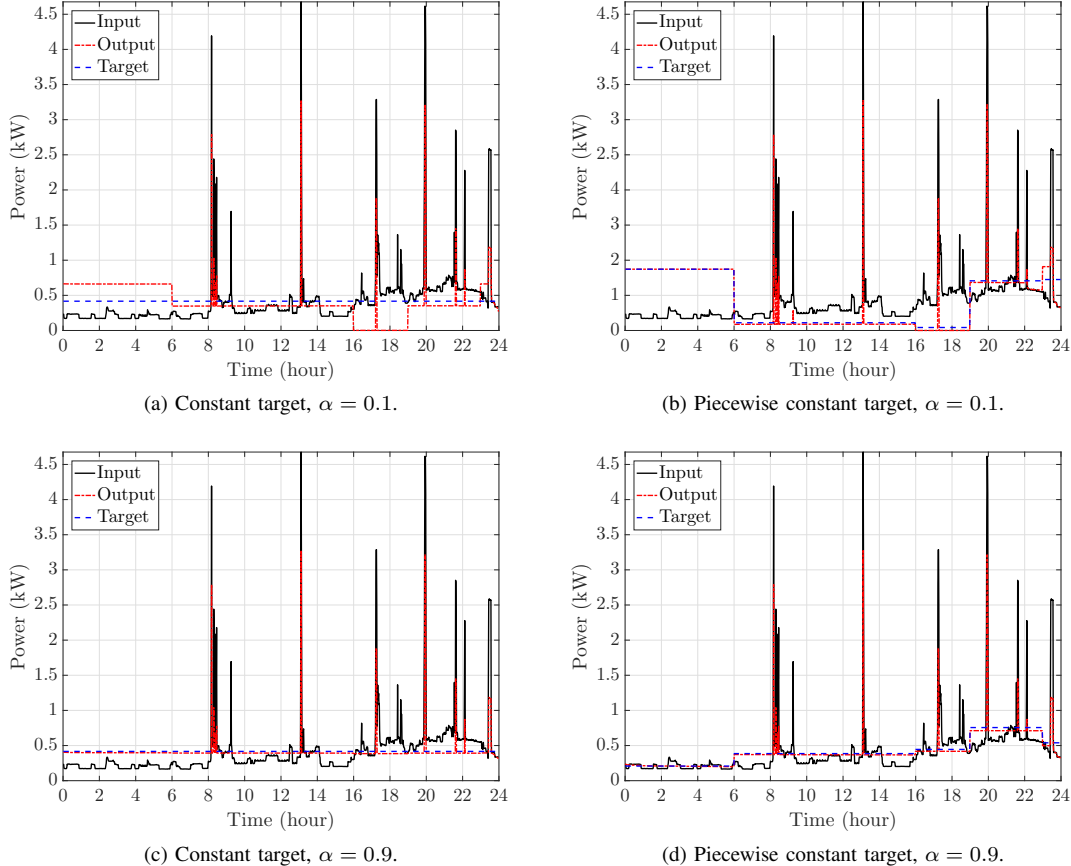 4.5
4
3.5
3
2.5
2
1.5
1
0.5
0
Power (kW)
Input
Output
Target
0 2 4 6 8 10 12 14 16 18 20 22 24
Time (hour)
(a) Constant target, α = 0.1.
4.5
4
3.5
3
2.5
2
2
2
1
0
Power (kW)
Input
Output
Target
0 2 4 6 8 10 12 14 16 18 20 22 24
Time (hour)
(b) Piecewise constant target, α = 0.1.
4.5
4
3.5
3
2.5
2
1.5
1
0.5
0
Power (kW)
Input
Output
Target
0 2 4 6 8 10 12 14 16 18 20 22 24
Time (hour)
(c) Constant target, α = 0.9.
4.5
4
3.5
3
2.5
2
1.5
1
0.5
0
Power (kW)
Input
Output
Target
0 2 4 6 8 10 12 14 16 18 20 22 24
Time (hour)
(d) Piecewise constant target, α = 0.9.